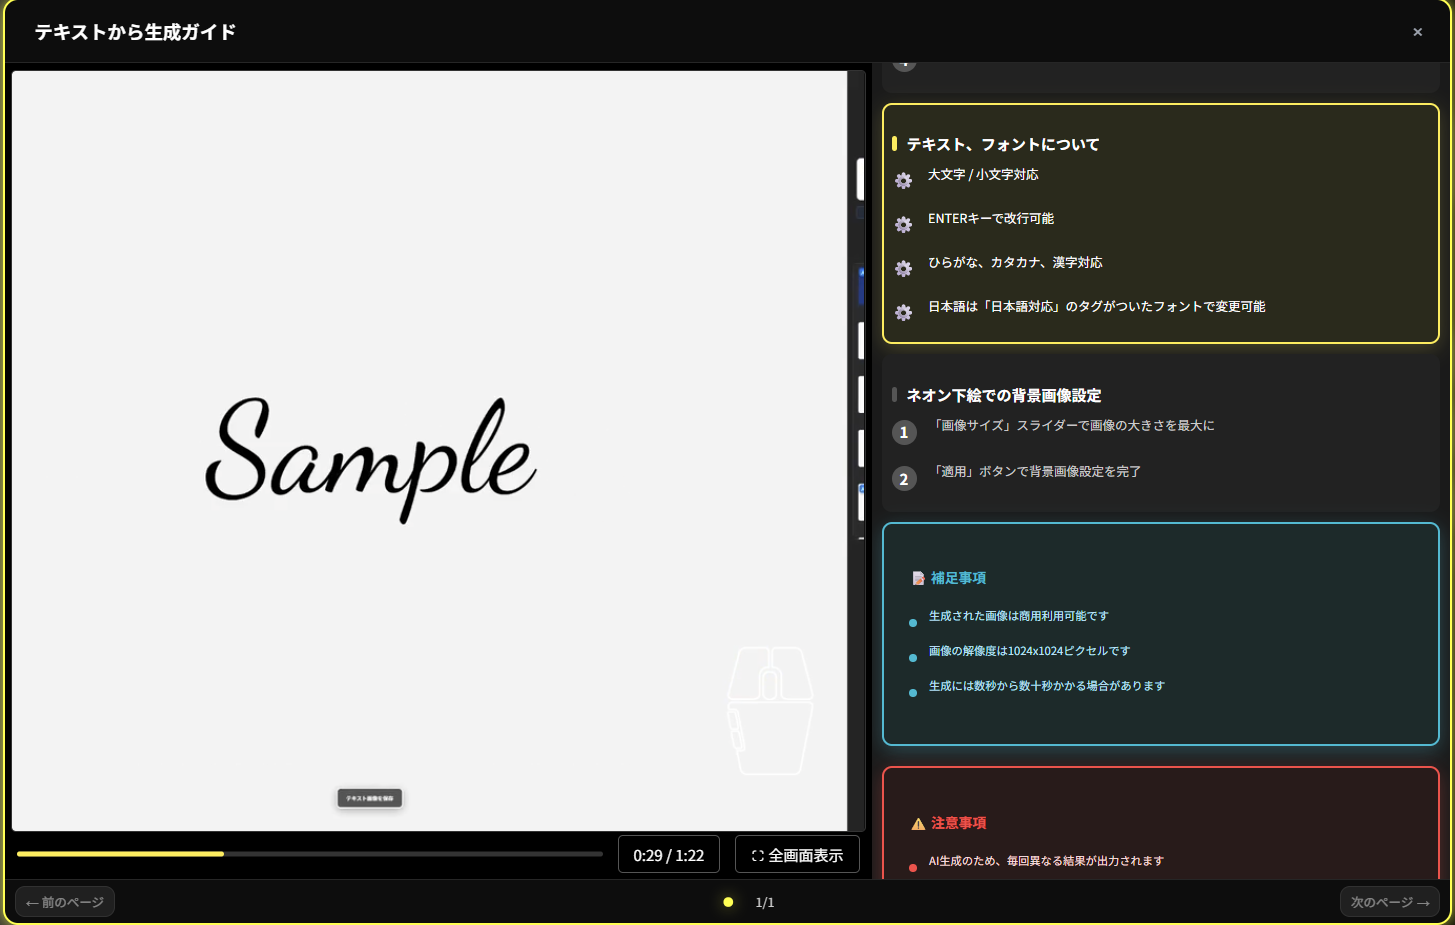 テキストから生成ガイド
×
Sample
テキスト画像を保存
0:29 / 1:22
全画面表示
テキスト、フォントについて
大文字 / 小文字対応
ENTERキーで改行可能
ひらがな、カタカナ、漢字対応
日本語は「日本語対応」のタグがついたフォントで変更可能
ネオン下絵での背景画像設定
1 「画像サイズ」スライダーで画像の大きさを最大に
2 「適用」ボタンで背景画像設定を完了
補足事項
生成された画像は商用利用可能です
画像の解像度は1024x1024ピクセルです
生成には数秒から数十秒かかる場合があります
注意事項
AI生成のため、毎回異なる結果が出力されます
← 前のページ
1/1
次のページ →